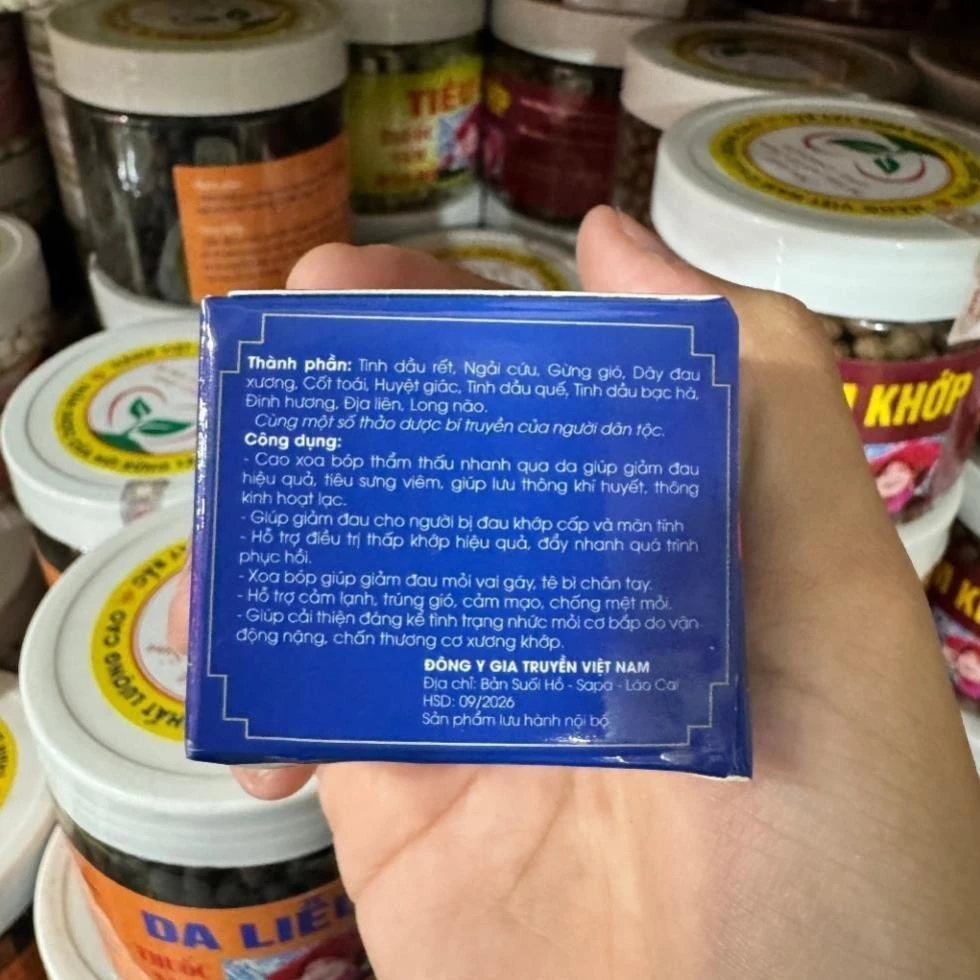 Thành phần: Tinh dầu rết, Ngải cứu, Gừng gió, Dây đau
xương, Cốt toái, Huyệt giác, Tinh dầu quế, Tinh dầu bạc hà,
Đinh hương, Địa liền, Long não.
Cùng một số thảo dược bí truyền của người dân tộc.
Công dụng:
- Cao xoa bóp thẩm thấu nhanh qua da giúp giảm đau
hiệu quả, tiêu sưng viêm, giúp lưu thông khí huyết, thông
kinh hoạt lạc.
- Giúp giảm đau cho người bị đau khớp cấp và mãn tính
- Hỗ trợ điều trị thấp khớp hiệu quả, đẩy nhanh quá trình
phục hồi.
- Xoa bóp giúp giảm đau mỏi vai gáy, tê bì chân tay.
- Hỗ trợ cảm lạnh, trúng gió, cảm mạo, chống mệt mỏi.
- Giúp cải thiện đáng kể tình trạng nhức mỏi cơ bắp do vận
động nặng, chấn thương cơ xương khớp.
ĐÔNG Y GIA TRUYỀN VIỆT NAM
Địa chỉ: Bản Suối Hồ - Sapa - Lào Cai
HSD: 09/2026
Sản phẩm lưu hành nội bộ
KHỚP
CHẤT LƯỢNG CAO
DA LIỄU
THUỐC